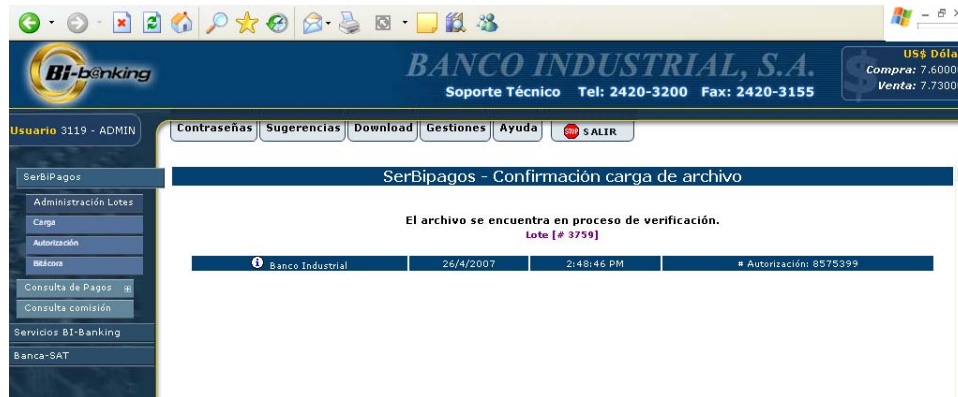 Bi-b@nking
BANCO INDUSTRIAL, S.A.
Soporte Técnico Tel: 2420-3200 Fax: 2420-3155
US$ Dóla
Compra: 7.6000
Venta: 7.7300
Usuario 3119 - ADMIN
Contraseñas Sugerencias Download Gestiones Ayuda STOP SALIR
SerBiPagos
Administración Lotes
Carga
Autorización
Bitácora
Consulta de Pagos
Consulta comisión
Servicios BI-Banking
Banca-SAT
SerBipagos - Confirmación carga de archivo
El archivo se encuentra en proceso de verificación.
Lote [# 3759]
Banco Industrial 26/4/2007 2:48:46 PM # Autorización: 8575399